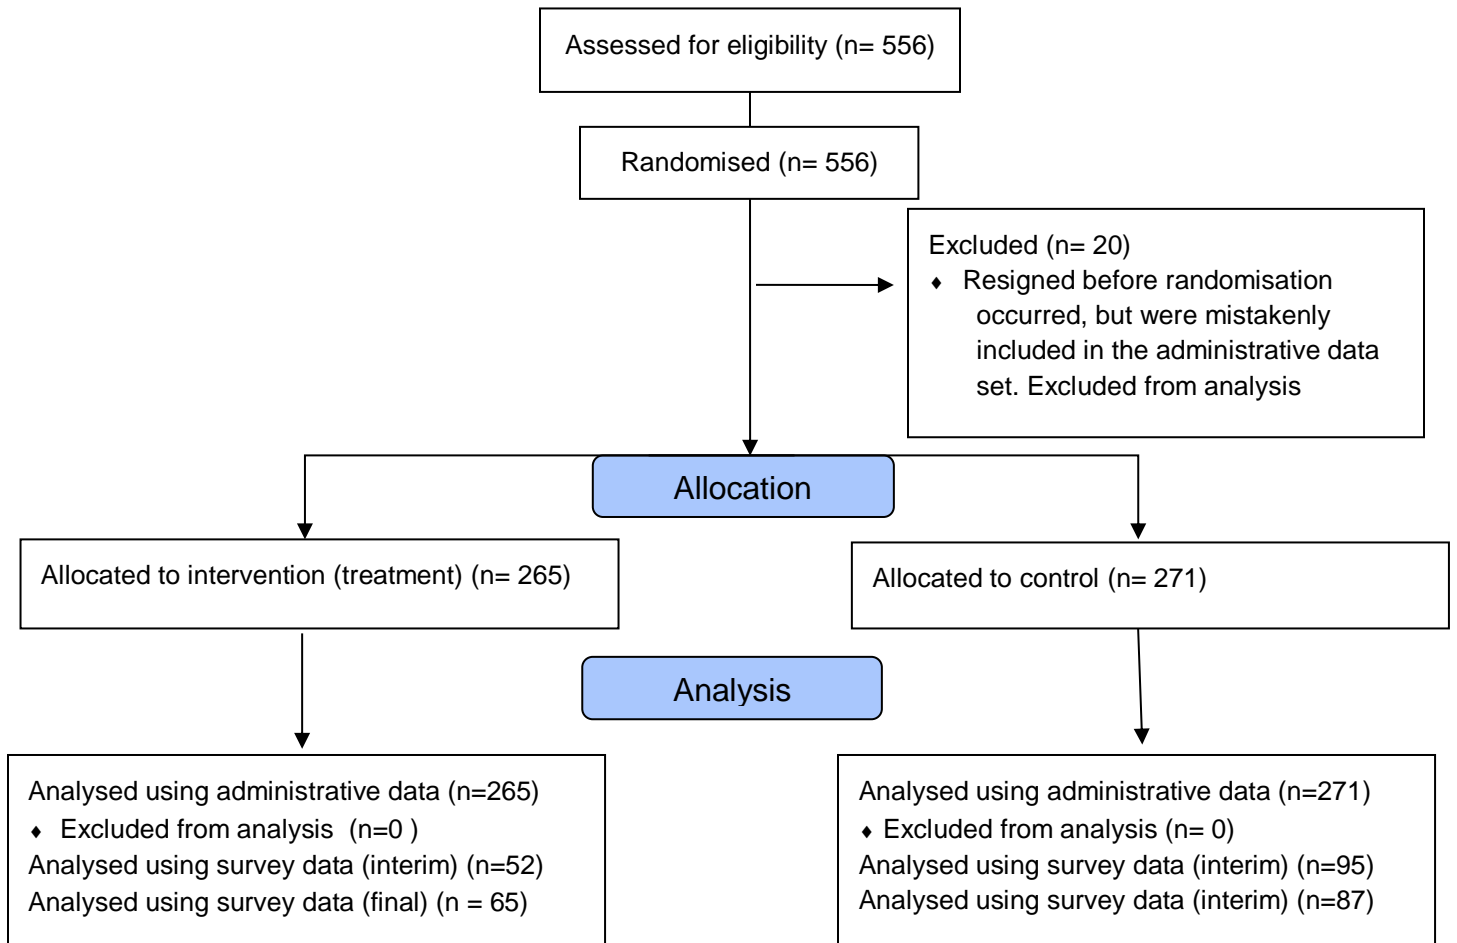 Assessed for eligibility (n= 556)
Randomised (n= 556)
Excluded (n= 20)
♦ Resigned before randomisation
occurred, but were mistakenly
included in the administrative data
set. Excluded from analysis
Allocation
Allocated to intervention (treatment) (n= 265)
Allocated to control (n= 271)
Analysis
Analysed using administrative data (n=265)
♦ Excluded from analysis (n=0 )
Analysed using survey data (interim) (n=52)
Analysed using survey data (final) (n = 65)
Analysed using administrative data (n=271)
♦ Excluded from analysis (n= 0)
Analysed using survey data (interim) (n=95)
Analysed using survey data (interim) (n=87)